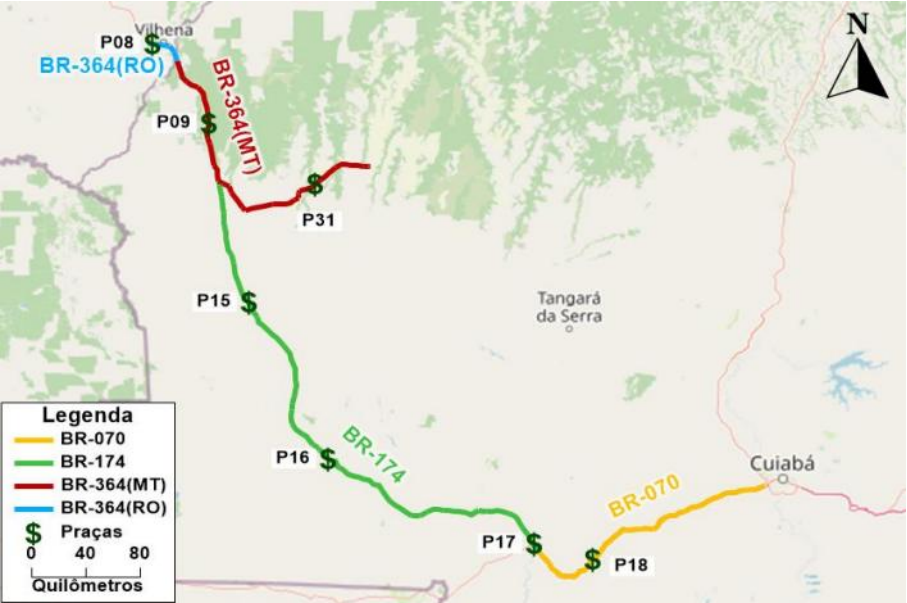 Vilhena
P08
BR-364(RO)
BR-364(MT)
P09
P31
N
P15
Tangará
da Serra
P16
BR-174
Cuiabá
BR-070
P17
P18
Legenda
BR-070
BR-174
BR-364(MT)
BR-364(RO)
$ Praças
0 40 80
Quilômetros